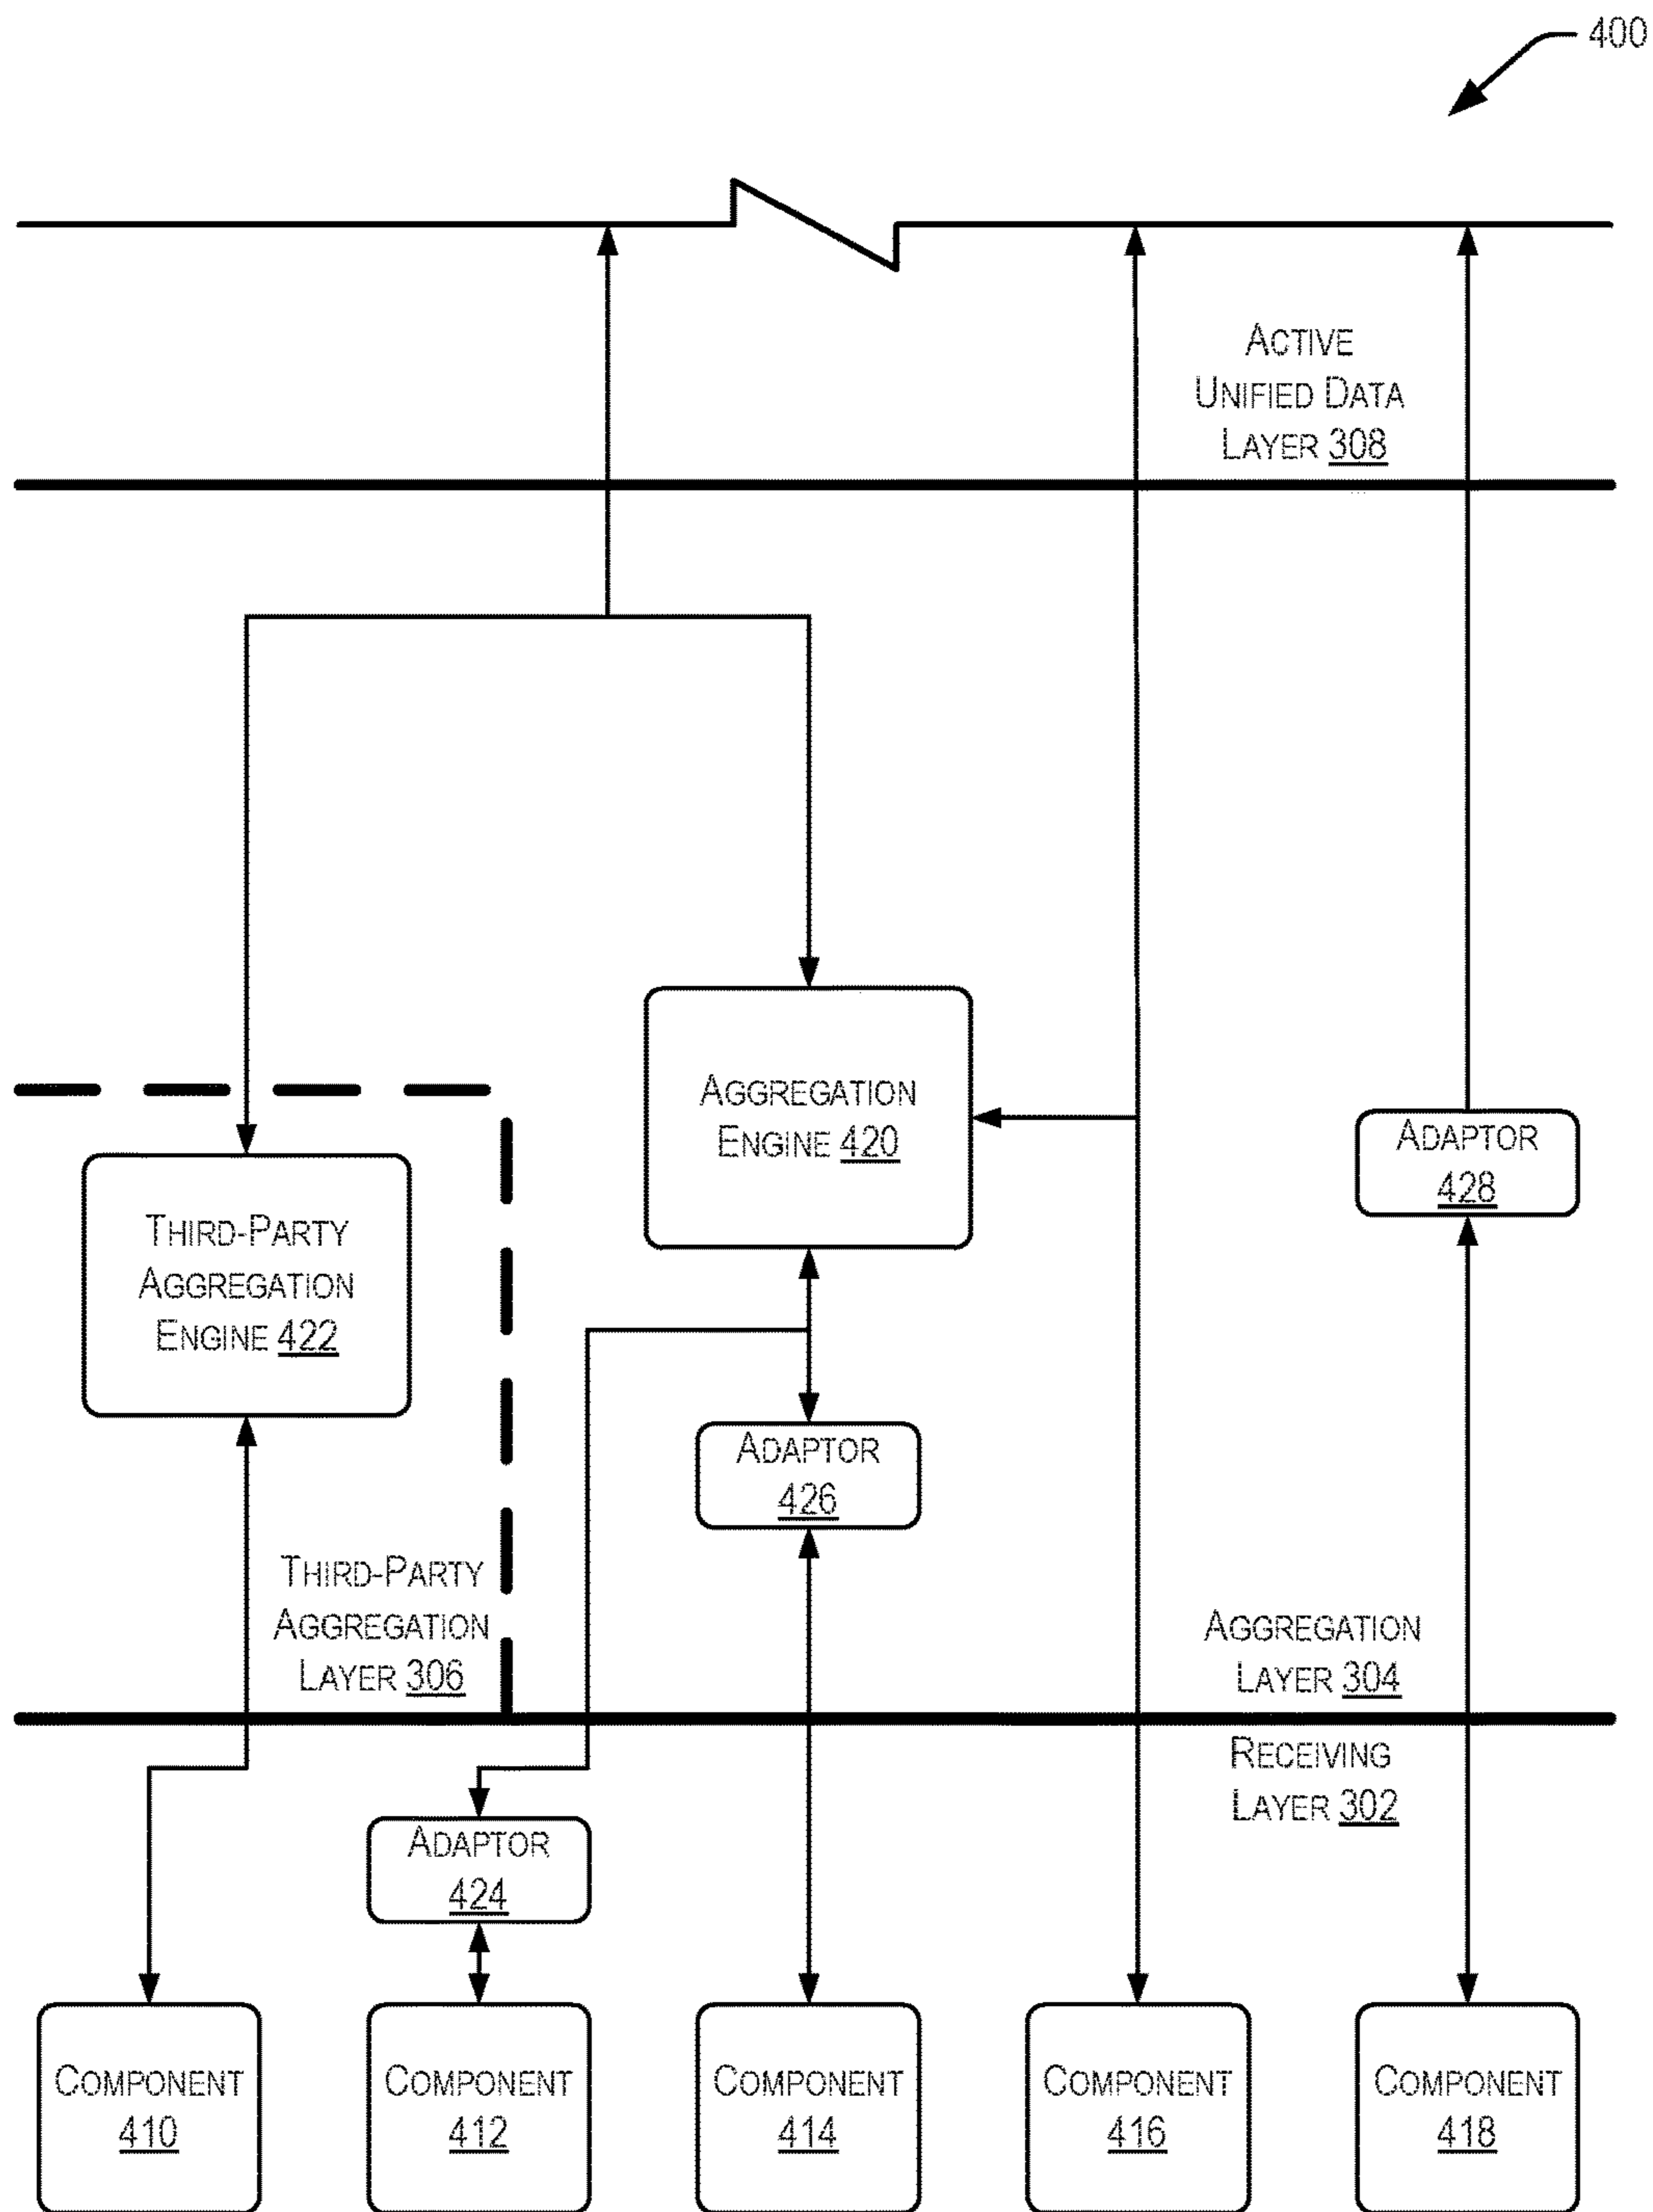 400
ACTIVE
UNIFIED DATA
LAYER 308
AGGREGATION
ENGINE 420
ADAPTOR
428
THIRD-PARTY
AGGREGATION
ENGINE 422
ADAPTOR
426
THIRD-PARTY
AGGREGATION
LAYER 306
AGGREGATION
LAYER 304
RECEIVING
LAYER 302
ADAPTOR
424
COMPONENT
410
COMPONENT
412
COMPONENT
414
COMPONENT
416
COMPONENT
418